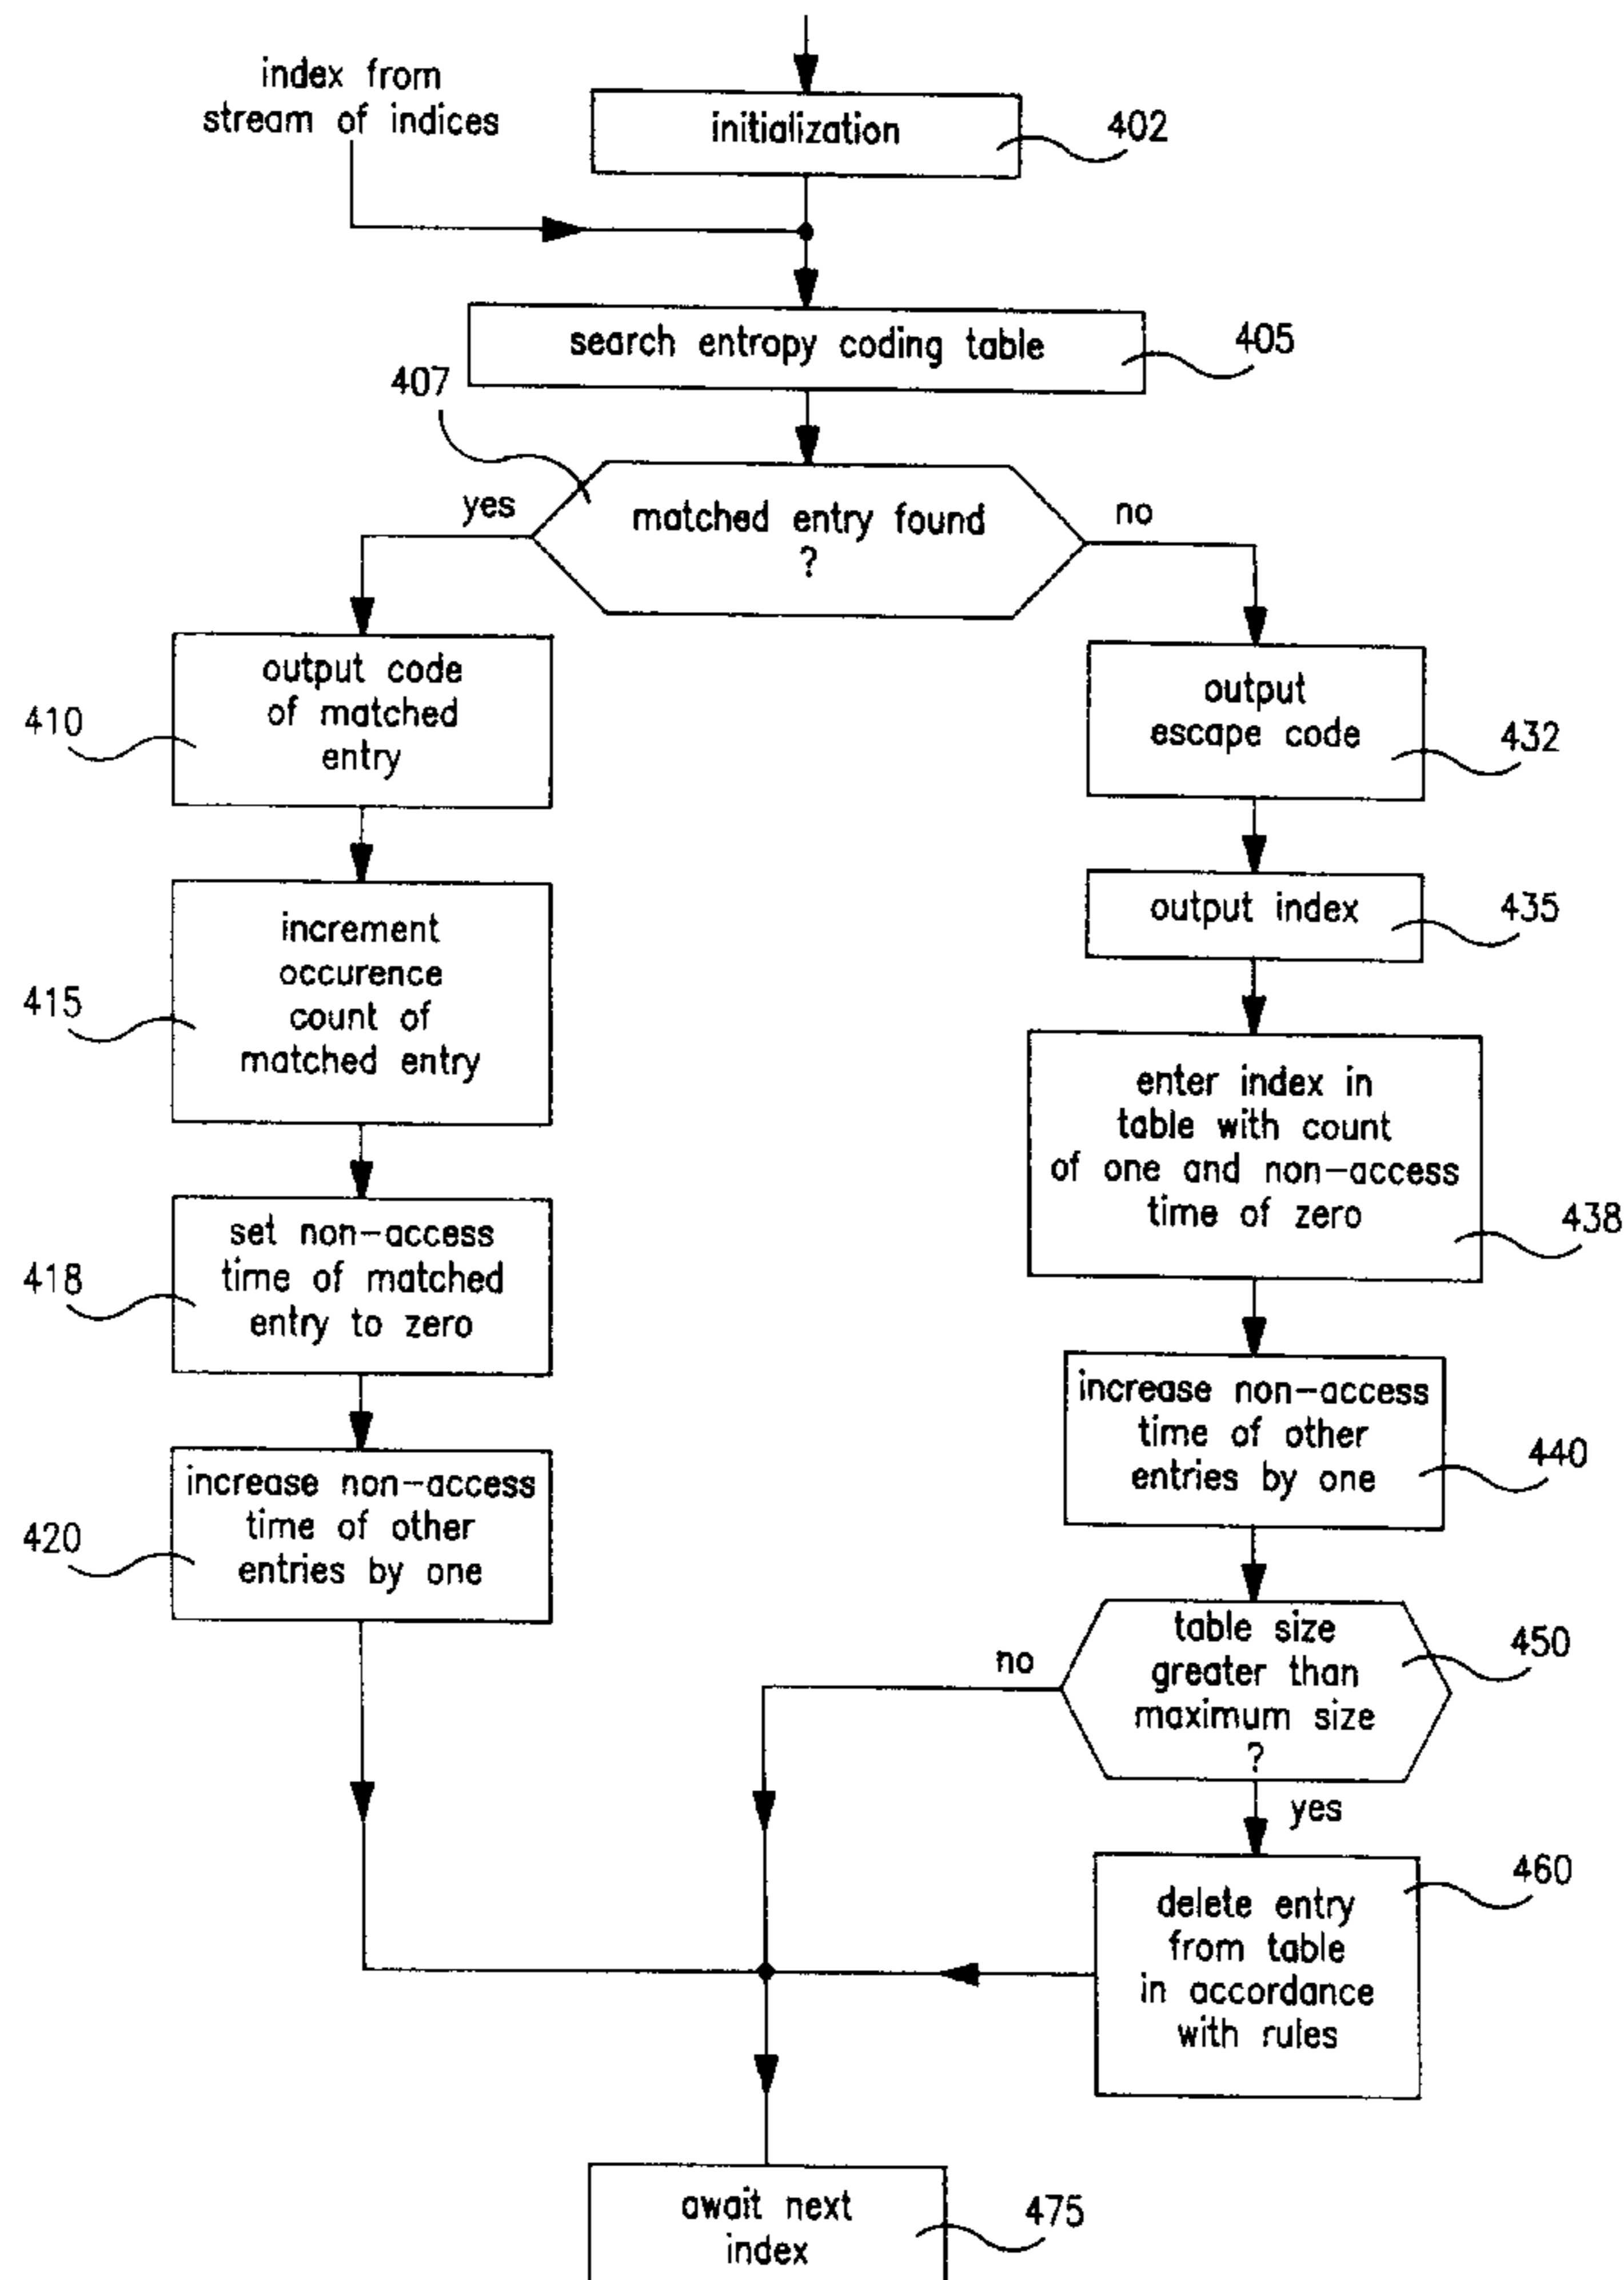 index from
stream of indices
initialization
402
search entropy coding table
405
407
yes
matched entry found
?
no
output code
of matched
entry
410
output
escape code
432
output index
435
increment
occurence
count of
matched entry
415
enter index in
table with count
of one and non-access
time of zero
438
set non-access
time of matched
entry to zero
418
increase non-access
time of other
entries by one
440
increase non-access
time of other
entries by one
420
table size
greater than
maximum size
?
450
no
yes
delete entry
from table
in accordance
with rules
460
await next
index
475